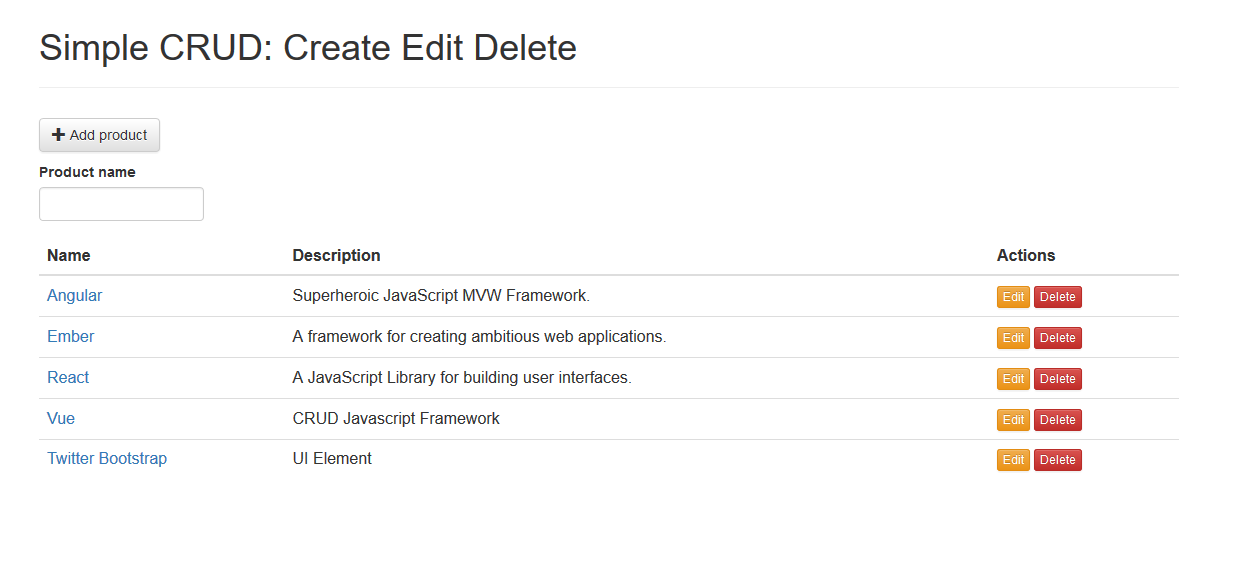 Simple CRUD: Create Edit Delete
Add product
Product name
Name Description Actions
Angular Superheroic JavaScript MVW Framework. Edit Delete
Ember A framework for creating ambitious web applications. Edit Delete
React A JavaScript Library for building user interfaces. Edit Delete
Vue CRUD Javascript Framework Edit Delete
Twitter Bootstrap UI Element Edit Delete